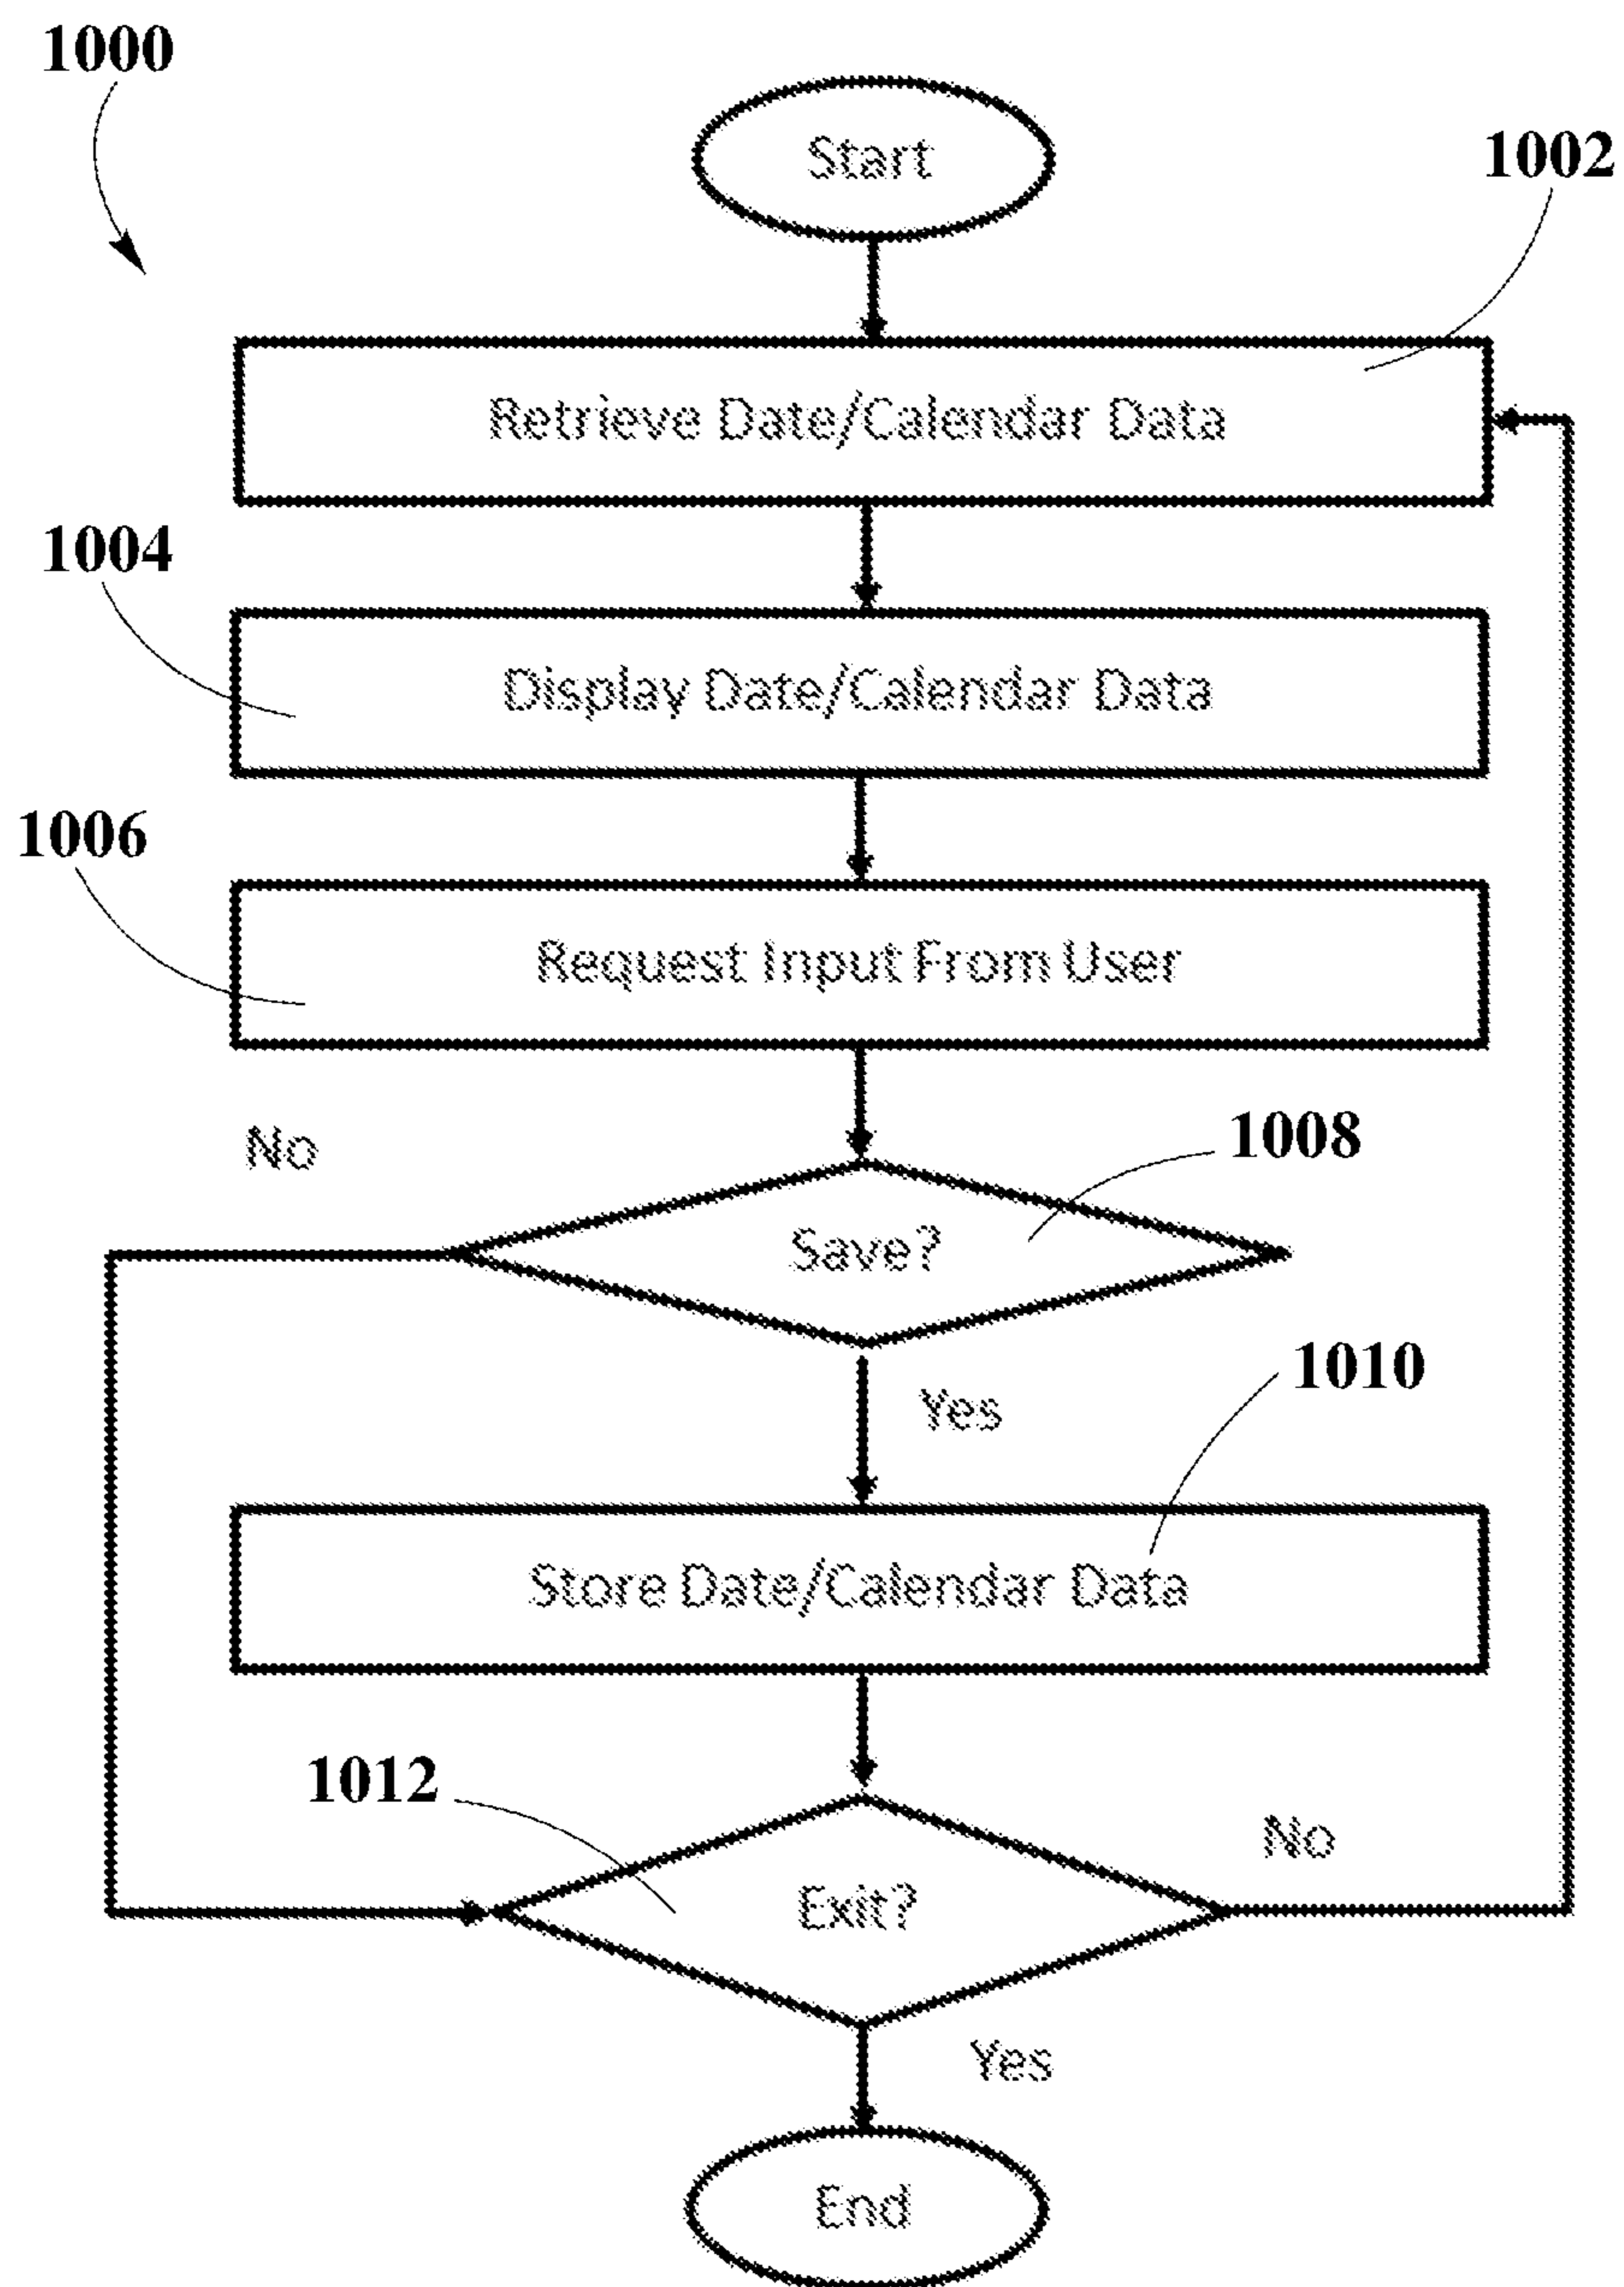 1000
Start
1002
Retrieve Date/Calendar Data
1004
Display Date/Calendar Data
1006
Request Input From User
No
1008
Save?
Yes
1010
Store Date/Calendar Data
1012
No
Exit?
Yes
End